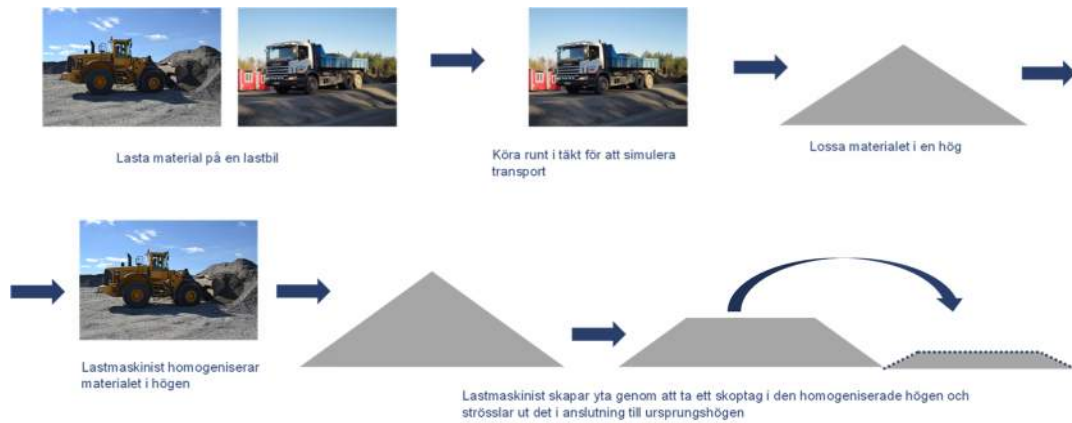 Lasta material på en lastbil
Köra runt i täkt för att simulera
transport
Lossa materialet i en hög
Lastmaskinist homogeniserar
materialet i högen
Lastmaskinist skapar yta genom att ta ett skoptag i den homogeniserade högen och
strösslar ut det i anslutning till ursprungshögen